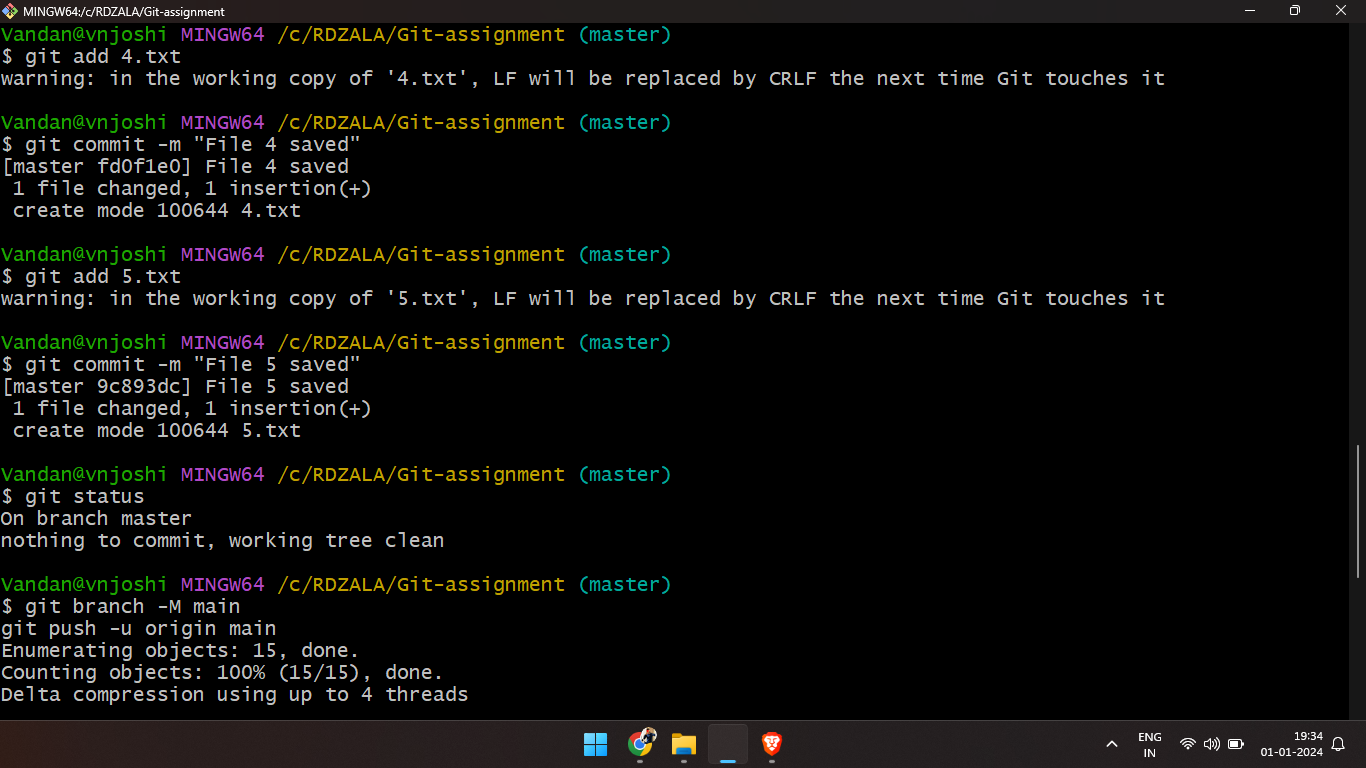 MINGW64:/c/RDZALA/Git-assignment
Vandan@vnjoshi MINGW64 /c/RDZALA/Git-assignment (master)
$ git add 4.txt
warning: in the working copy of '4.txt', LF will be replaced by CRLF the next time Git touches it
Vandan@vnjoshi MINGW64 /c/RDZALA/Git-assignment (master)
$ git commit -m "File 4 saved"
[master fd0f1e0] File 4 saved
 1 file changed, 1 insertion(+)
 create mode 100644 4.txt
Vandan@vnjoshi MINGW64 /c/RDZALA/Git-assignment (master)
$ git add 5.txt
warning: in the working copy of '5.txt', LF will be replaced by CRLF the next time Git touches it
Vandan@vnjoshi MINGW64 /c/RDZALA/Git-assignment (master)
$ git commit -m "File 5 saved"
[master 9c893dc] File 5 saved
 1 file changed, 1 insertion(+)
 create mode 100644 5.txt
Vandan@vnjoshi MINGW64 /c/RDZALA/Git-assignment (master)
$ git status
On branch master
nothing to commit, working tree clean
Vandan@vnjoshi MINGW64 /c/RDZALA/Git-assignment (master)
$ git branch -M main
git push -u origin main
Enumerating objects: 15, done.
Counting objects: 100% (15/15), done.
Delta compression using up to 4 threads
ENG
IN
19:34
01-01-2024